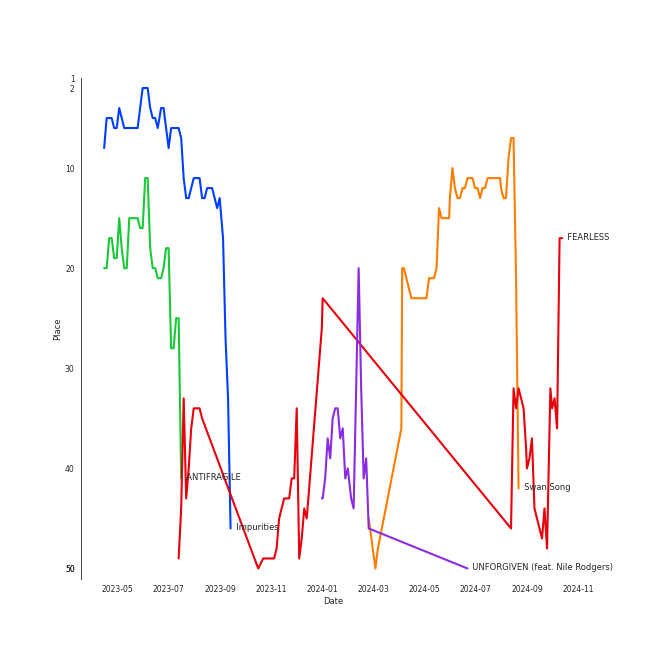 1
2
10
20
30
40
50
Place
FEARLESS
ANTIFRAGILE
Swan Song
Impurities
UNFORGIVEN (feat. Nile Rodgers)
2023-05 2023-07 2023-09 2023-11 2024-01 2024-03 2024-05 2024-07 2024-09 2024-11
Date